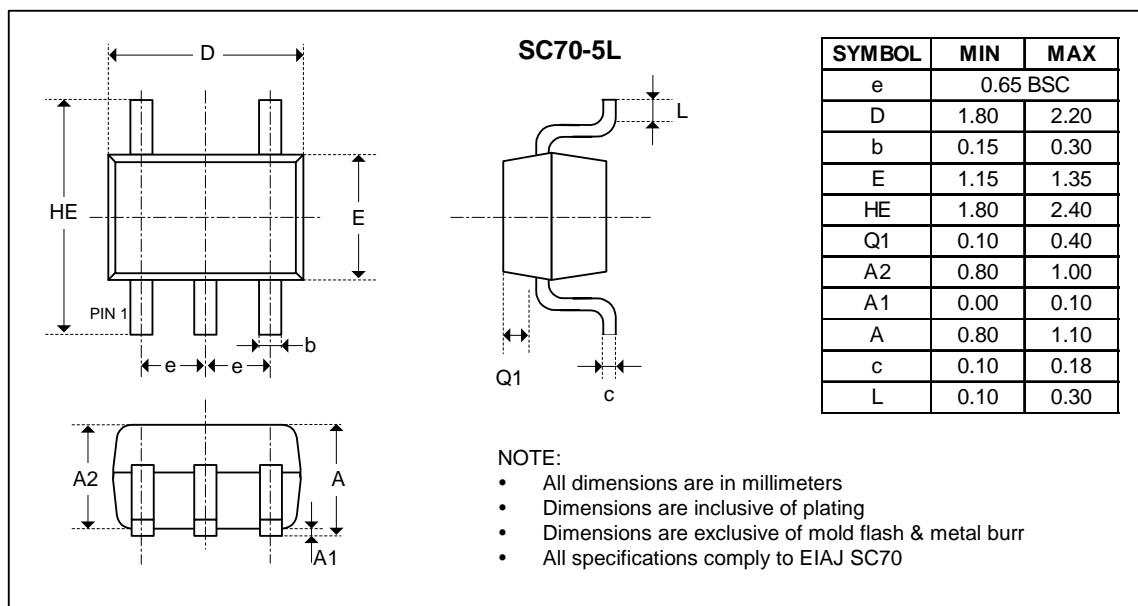 SC70-5L
D
HE
E
PIN 1
b
e
e
L
Q1
c
A2
A
A1
SYMBOL MIN MAX
e 0.65 BSC
D 1.80 2.20
b 0.15 0.30
E 1.15 1.35
HE 1.80 2.40
Q1 0.10 0.40
A2 0.80 1.00
A1 0.00 0.10
A 0.80 1.10
c 0.10 0.18
L 0.10 0.30
NOTE:
• All dimensions are in millimeters
• Dimensions are inclusive of plating
• Dimensions are exclusive of mold flash & metal burr
• All specifications comply to EIAJ SC70